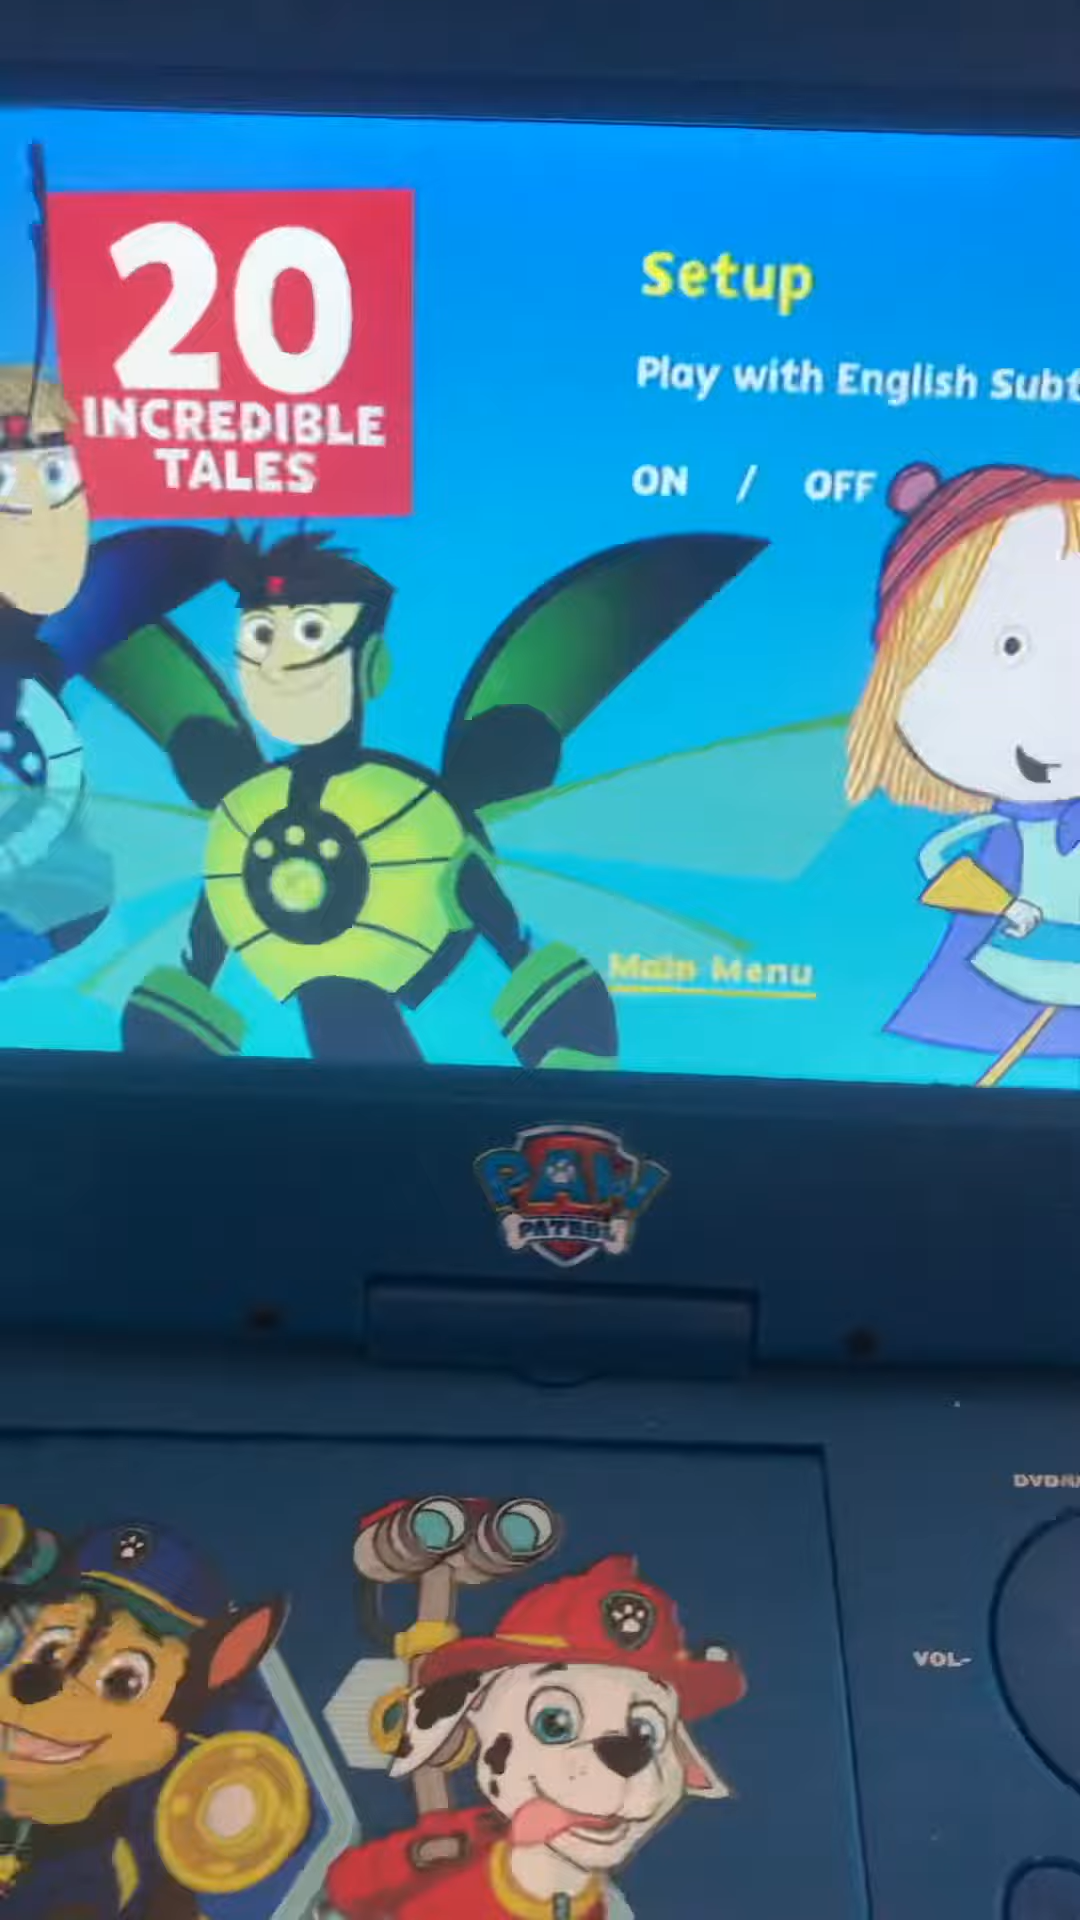 20
INCREDIBLE
TALES
Setup
Play with English
ON / OFF
Main Menu
PAW
PATROL
VOL-